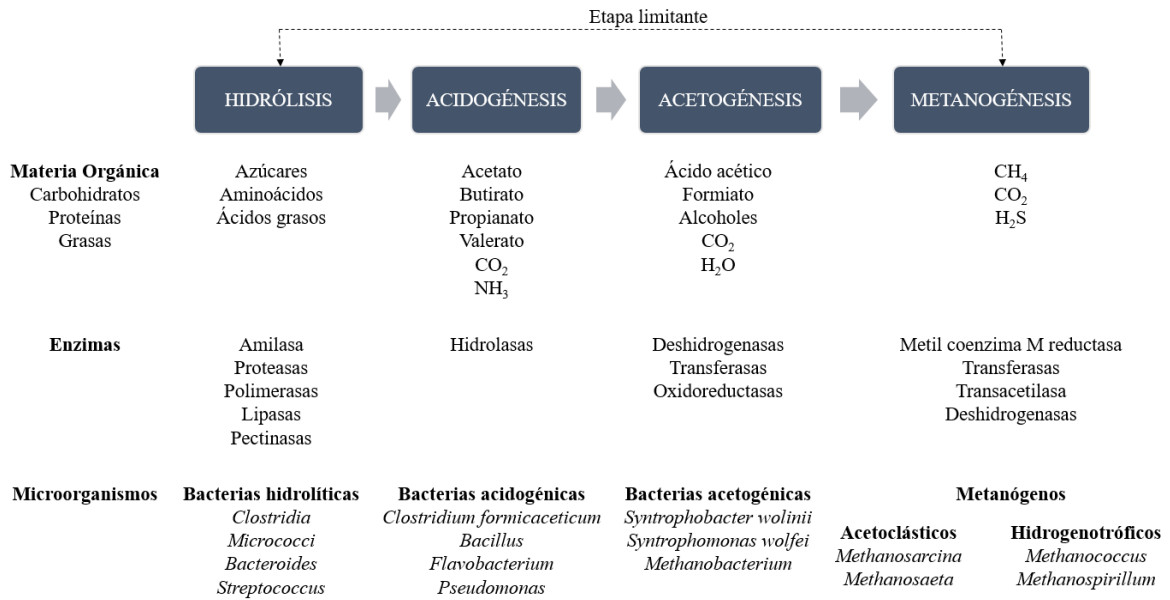 Etapa limitante
HIDRÓLISIS ACIDOGÉNESIS ACETOGÉNESIS METANOGÉNESIS
Materia Orgánica Azúcares Acetato Ácido acético CH₄
Carbohidratos Aminoácidos Butirato Formiato CO₂
Proteínas Ácidos grasos Propianato Alcoholes H₂S
Grasas Valerato CO₂
CO₂ H₂O
NH₃
Enzimas Amilasa Hidrolasas Deshidrogenasas Metil coenzima M reductasa
Proteasas Transferasas Transferasas
Polimerasas Oxidoreductasas Transacetilasa
Lipasas Deshidrogenasas
Pectinasas
Microorganismos Bacterias hidrolíticas Bacterias acidogénicas Bacterias acetogénicas Metanógenos
Clostridia Clostridium formicaceticum Syntrophobacter wolinii
Micrococci Bacillus Syntrophomonas wolfei Acetoclásticos Hidrogenotróficos
Bacteroides Flavobacterium Methanobacterium Methanosarcina Methanococus
Streptococcus Pseudomonas Methanosaeta Methanospirillum